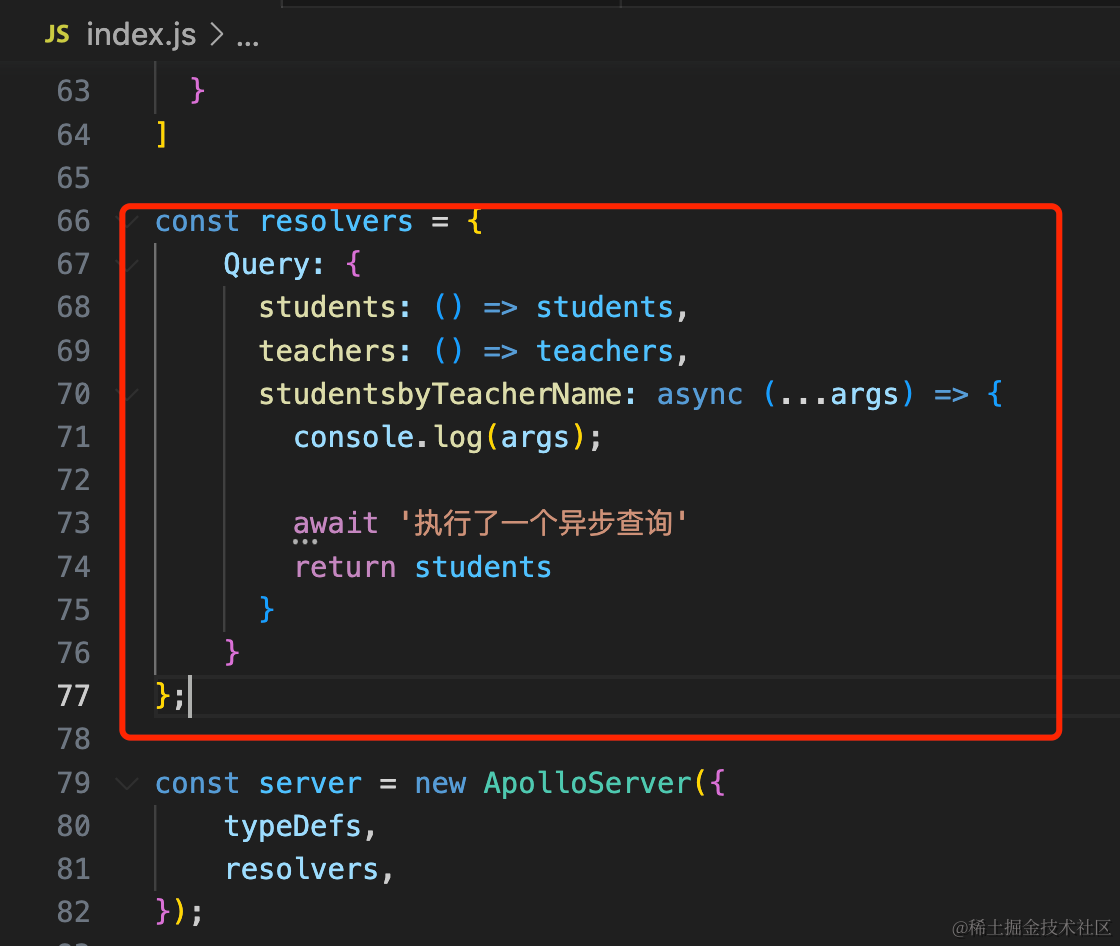 JS index.js > ...
63 }
64 ]
65
66 const resolvers = {
67 Query: {
68 students: () => students,
69 teachers: () => teachers,
70 studentsbyTeacherName: async (...args) => {
71 console.log(args);
72
73 await '执行了一个异步查询'
74 return students
75 }
76 }
77 };
78
79 const server = new ApolloServer({
80 typeDefs,
81 resolvers,
82 });
@稀土掘金技术社区